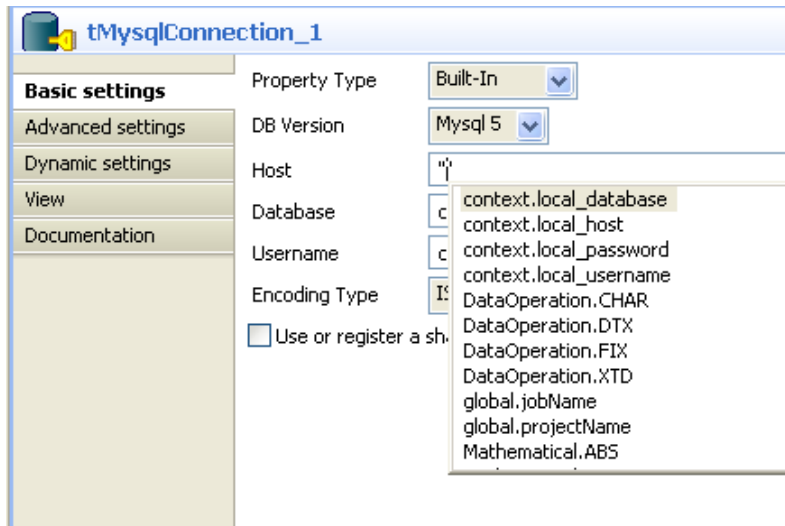 tMysqlConnection_1
Basic settings
Advanced settings
Dynamic settings
View
Documentation
Property Type Built-In
DB Version Mysql 5
Host "
Database c
Username c
Encoding Type IS
Use or register a sh
context.local_database
context.local_host
context.local_password
context.local_username
DataOperation.CHAR
DataOperation.DTX
DataOperation.FIX
DataOperation.XTD
global.jobName
global.projectName
Mathematical.ABS